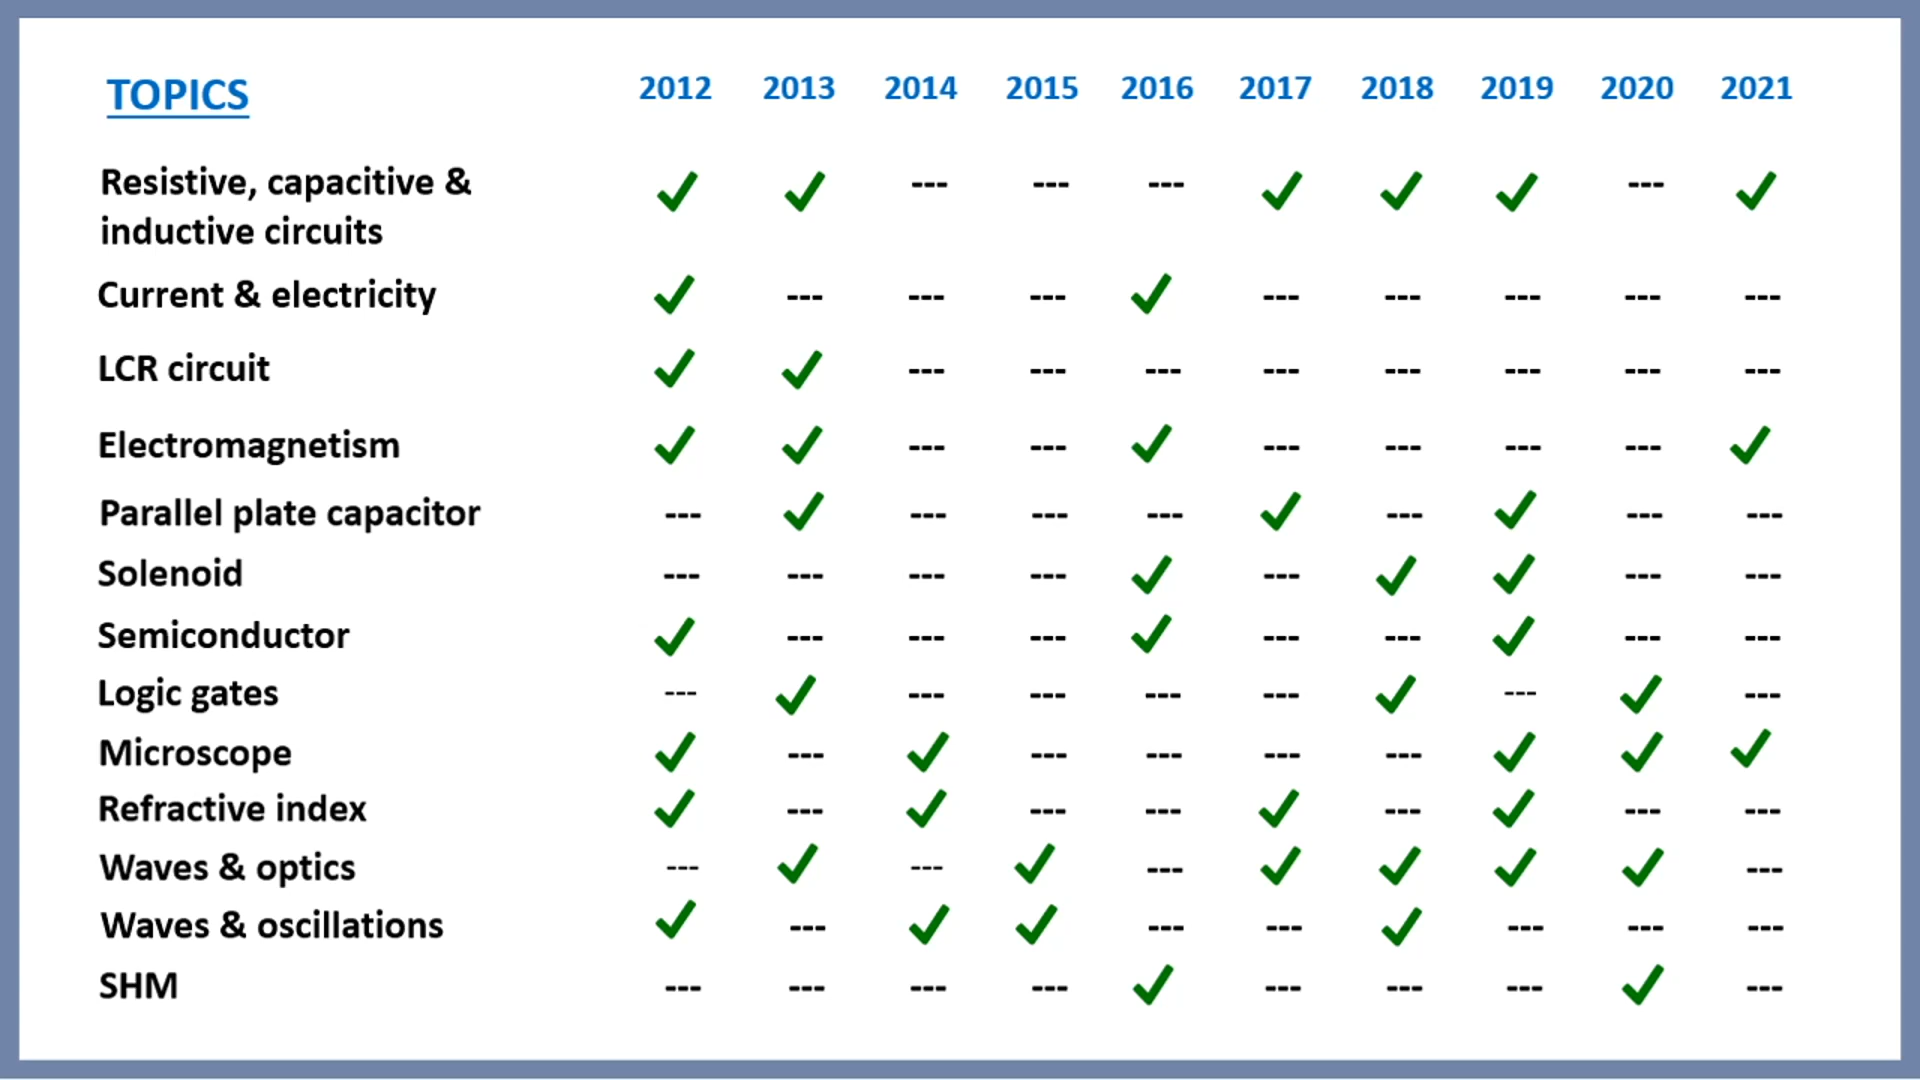 TOPICS 2012 2013 2014 2015 2016 2017 2018 2019 2020 2021
Resistive, capacitive & ✓ ✓ --- --- --- ✓ ✓ ✓ --- ✓
inductive circuits
Current & electricity ✓ --- --- --- ✓ --- --- --- --- ---
LCR circuit ✓ ✓ --- --- --- --- --- --- --- ---
Electromagnetism ✓ ✓ --- --- ✓ --- --- --- --- ✓
Parallel plate capacitor --- ✓ --- --- --- ✓ --- ✓ --- ---
Solenoid --- --- --- --- ✓ --- ✓ ✓ --- ---
Semiconductor ✓ --- --- --- ✓ --- --- ✓ --- ---
Logic gates --- ✓ --- --- --- --- ✓ --- ✓ ---
Microscope ✓ --- ✓ --- --- --- --- ✓ ✓ ✓
Refractive index ✓ --- ✓ --- --- ✓ --- ✓ --- ---
Waves & optics --- ✓ --- ✓ --- ✓ ✓ ✓ ✓ ---
Waves & oscillations ✓ --- ✓ ✓ --- --- ✓ --- --- ---
SHM --- --- --- --- ✓ --- --- --- ✓ ---